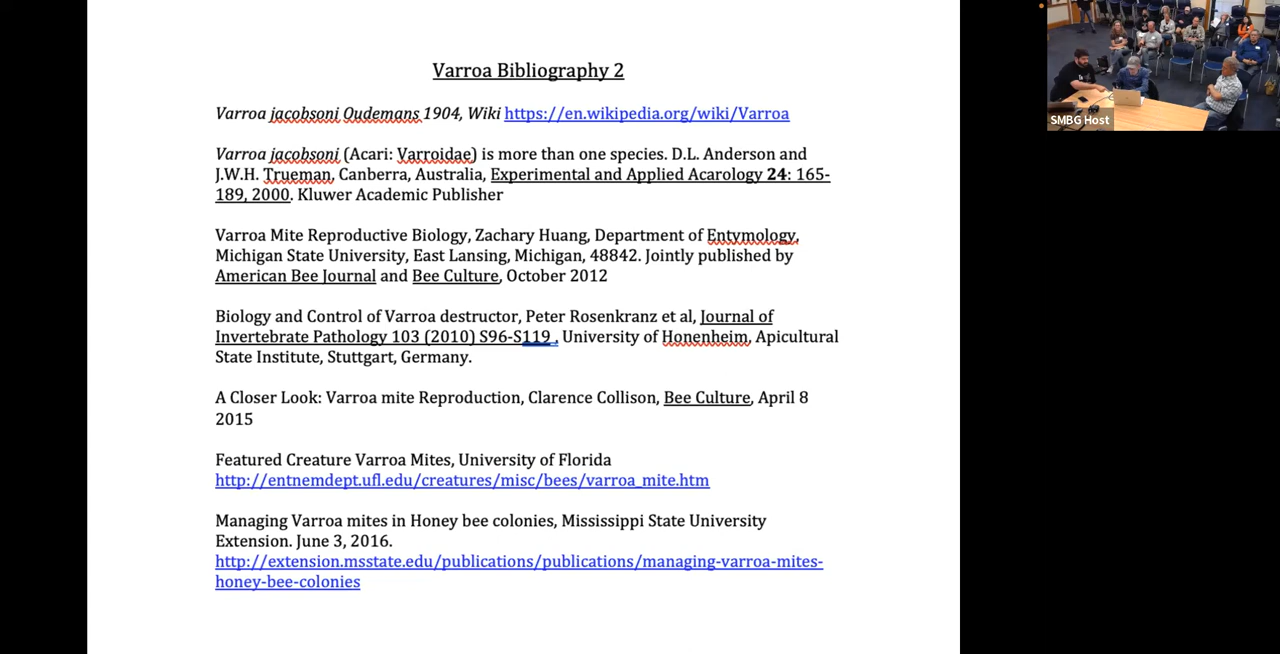 Varroa Bibliography 2
Varroa jacobsoni Oudemans 1904, Wiki https://en.wikipedia.org/wiki/Varroa
Varroa jacobsoni (Acari: Varroidae) is more than one species. D.L. Anderson and
J.W.H. Trueman, Canberra, Australia, Experimental and Applied Acarology 24: 165-
189, 2000. Kluwer Academic Publisher
Varroa Mite Reproductive Biology, Zachary Huang, Department of Entymology,
Michigan State University, East Lansing, Michigan, 48842. Jointly published by
American Bee Journal and Bee Culture, October 2012
Biology and Control of Varroa destructor, Peter Rosenkranz et al, Journal of
Invertebrate Pathology 103 (2010) S96-S119 , University of Honenheim, Apicultural
State Institute, Stuttgart, Germany.
A Closer Look: Varroa mite Reproduction, Clarence Collison, Bee Culture, April 8
2015
Featured Creature Varroa Mites, University of Florida
http://entnemdept.ufl.edu/creatures/misc/bees/varroa_mite.htm
Managing Varroa mites in Honey bee colonies, Mississippi State University
Extension. June 3, 2016.
http://extension.msstate.edu/publications/publications/managing-varroa-mites-
honey-bee-colonies
SMBG Host